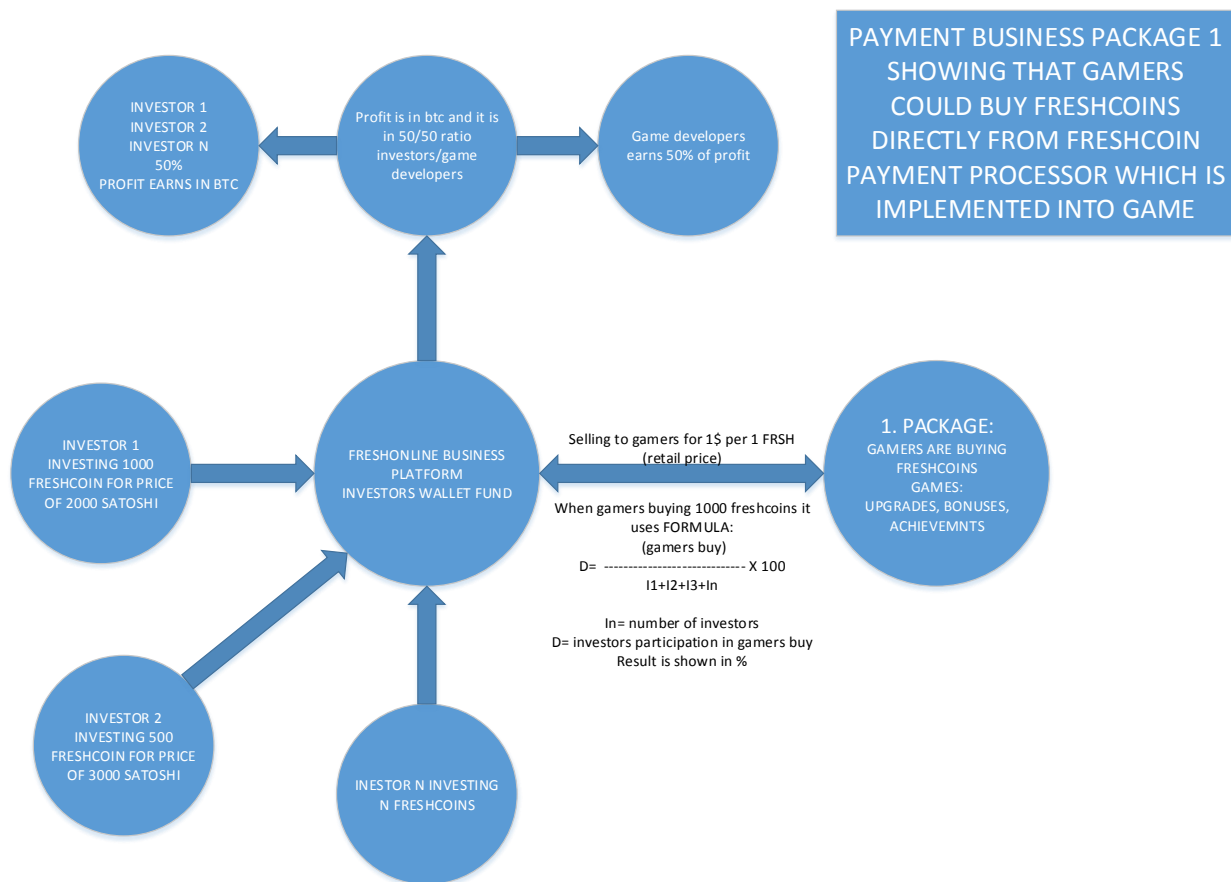 PAYMENT BUSINESS PACKAGE 1
SHOWING THAT GAMERS
COULD BUY FRESHCOINS
DIRECTLY FROM FRESHCOIN
PAYMENT PROCESSOR WHICH IS
IMPLEMENTED INTO GAME
INVESTOR 1
INVESTOR 2
INVESTOR N
50%
PROFIT EARNS IN BTC
Profit is in btc and it is
in 50/50 ratio
investors/game
developers
Game developers
earns 50% of profit
INVESTOR 1
INVESTING 1000
FRESHCOIN FOR PRICE
OF 2000 SATOSHI
FRESHONLINE BUSINESS
PLATFORM
INVESTORS WALLET FUND
Selling to gamers for 1$ per 1 FRSH
(retail price)
When gamers buying 1000 freshcoins it
uses FORMULA:
(gamers buy)
D= ----------------------------- X 100
I1+I2+I3+In
In= number of investors
D= investors participation in gamers buy
Result is shown in %
1. PACKAGE:
GAMERS ARE BUYING
FRESHCOINS
GAMES:
UPGRADES, BONUSES,
ACHIEVEMNTS
INVESTOR 2
INVESTING 500
FRESHCOIN FOR PRICE
OF 3000 SATOSHI
INESTOR N INVESTING
N FRESHCOINS